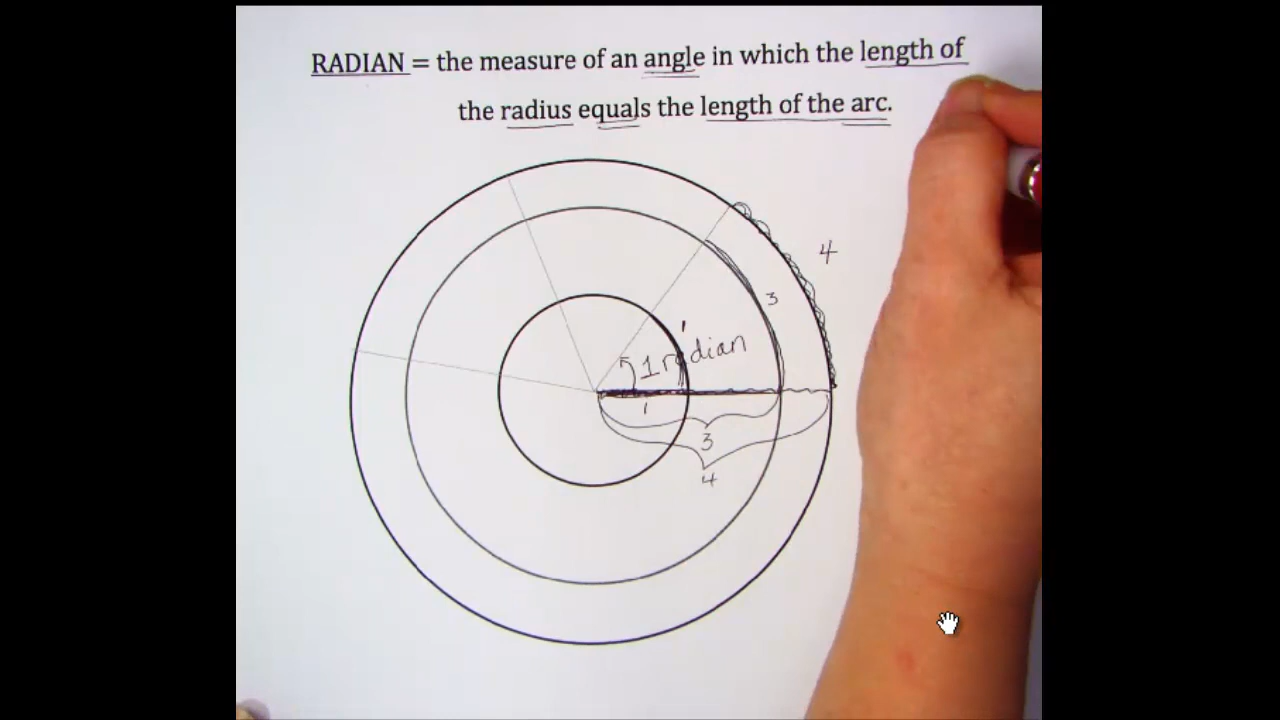 RADIAN = the measure of an angle in which the length of
the radius equals the length of the arc.
4
3
1
1 radian
1
3
4